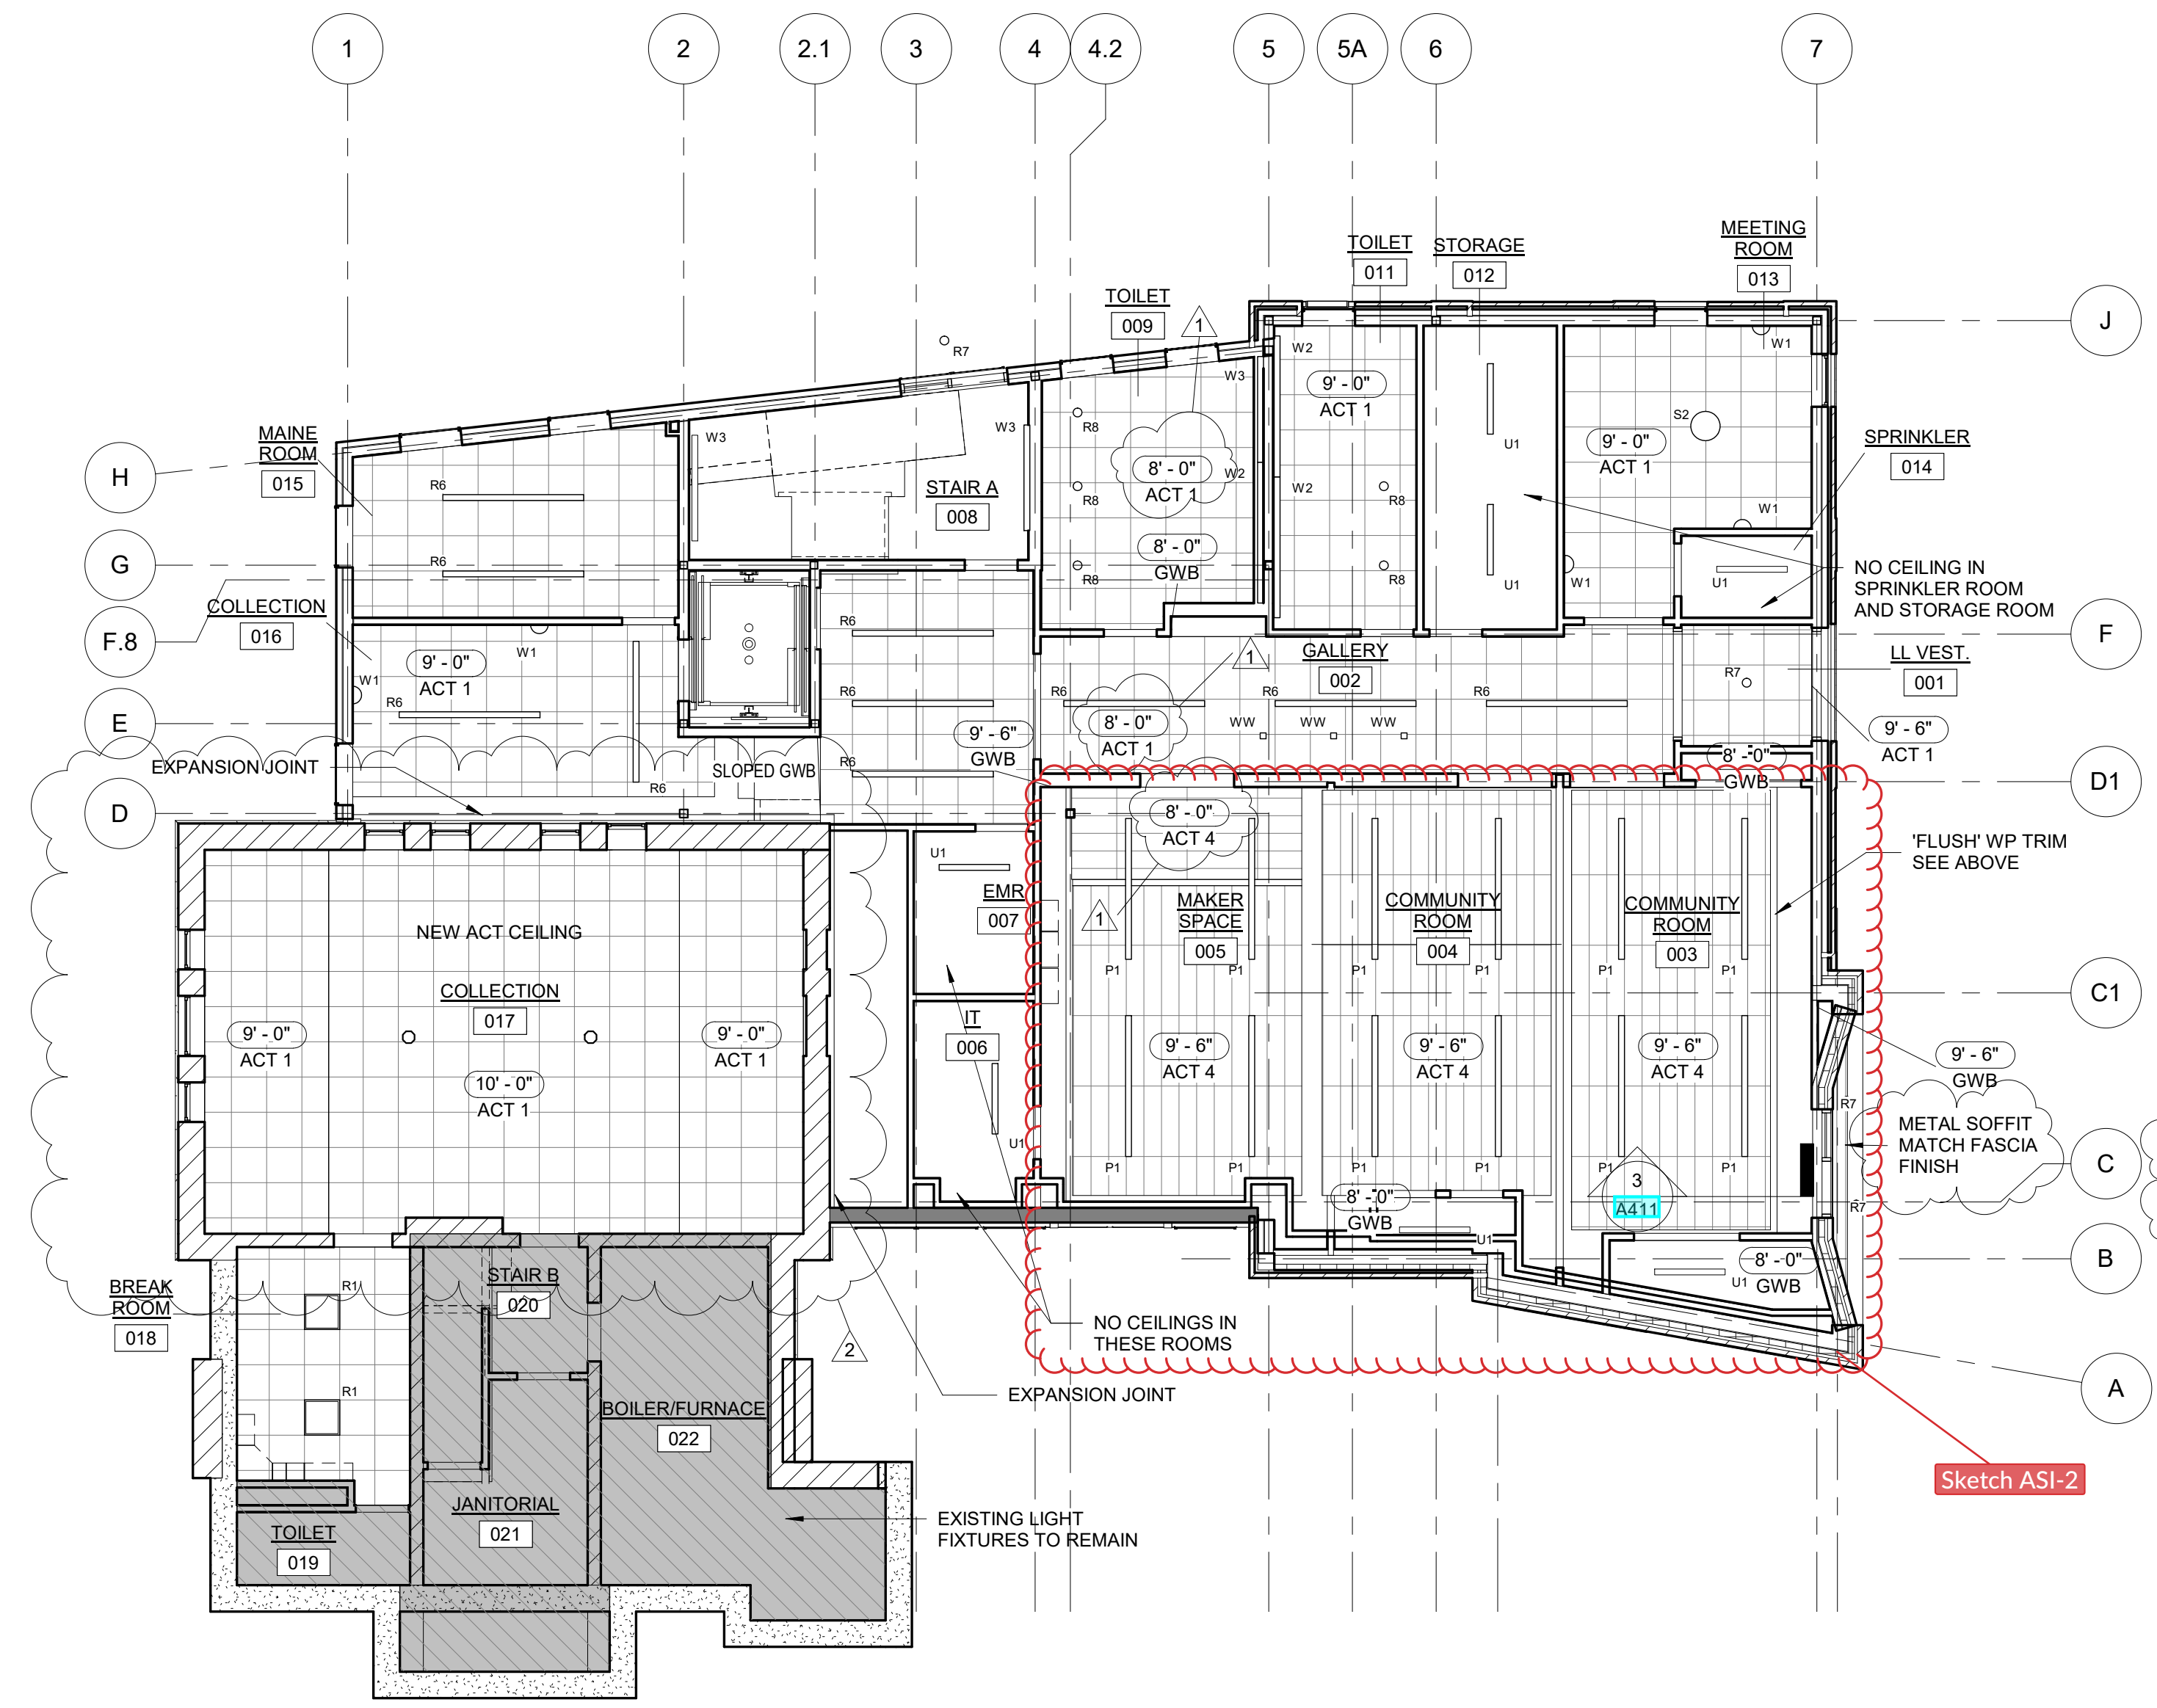 1 2 2.1 3 4 4.2 5 5A 6 7
MEETING
ROOM
013
TOILET
011
STORAGE
012
TOILET
009
1
J
R7
W2
W1
W3
9' - 0"
ACT 1
R8
S2
9' - 0"
ACT 1
MAINE
ROOM
015
W3
W3
SPRINKLER
014
H
8' - 0"
ACT 1
W2
U1
R6
STAIR A
008
R8
W2
R8
W1
8' - 0"
GWB
G
R6
R8
R8
U1
W1
U1
NO CEILING IN
SPRINKLER ROOM
AND STORAGE ROOM
COLLECTION
016
F.8
R6
F
W1
9' - 0"
ACT 1
W1
1
GALLERY
002
R7
LL VEST.
001
R6
R6
R6
R6
R6
E
8' - 0"
ACT 1
WW
WW
WW
9' - 6"
GWB
9' - 6"
ACT 1
EXPANSION JOINT
SLOPED GWB
R6
R6
8' - 0"
GWB
D1
D
8' - 0"
ACT 4
'FLUSH' WP TRIM
SEE ABOVE
U1
EMR
007
1
MAKER
SPACE
005
COMMUNITY
ROOM
004
COMMUNITY
ROOM
003
NEW ACT CEILING
P1
P1
P1
P1
P1
P1
COLLECTION
017
C1
9' - 0"
ACT 1
9' - 0"
ACT 1
IT
006
9' - 6"
ACT 4
9' - 6"
ACT 4
9' - 6"
ACT 4
9' - 6"
GWB
10' - 0"
ACT 1
R7
METAL SOFFIT
MATCH FASCIA
FINISH
U1
P1
P1
P1
P1
P1
P1
C
3
A411
8' - 0"
GWB
R7
U1
B
8' - 0"
GWB
U1
BREAK
ROOM
018
R1
STAIR B
020
NO CEILINGS IN
THESE ROOMS
2
R1
EXPANSION JOINT
A
BOILER/FURNACE
022
Sketch ASI-2
JANITORIAL
021
EXISTING LIGHT
FIXTURES TO REMAIN
TOILET
019